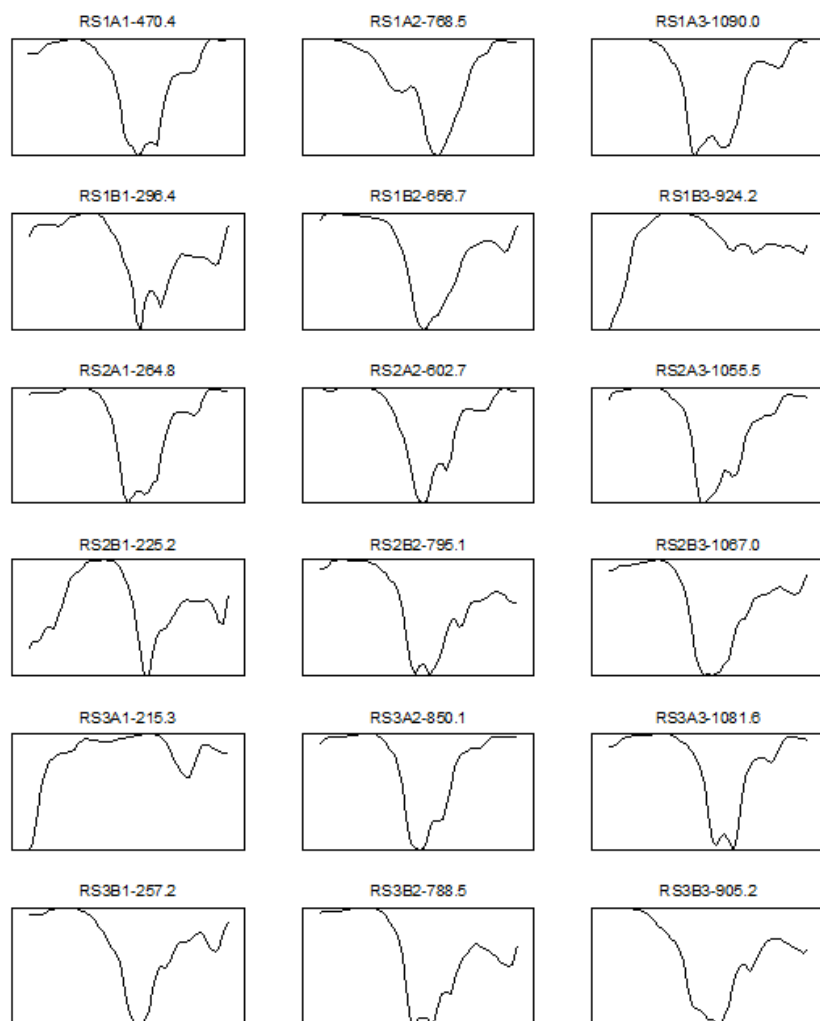 RS1A1-470.4 RS1A2-768.5 RS1A3-1090.0
RS1B1-296.4 RS1B2-656.7 RS1B3-924.2
RS2A1-264.8 RS2A2-602.7 RS2A3-1055.5
RS2B1-225.2 RS2B2-795.1 RS2B3-1067.0
RS3A1-215.3 RS3A2-850.1 RS3A3-1081.6
RS3B1-257.2 RS3B2-788.5 RS3B3-905.2